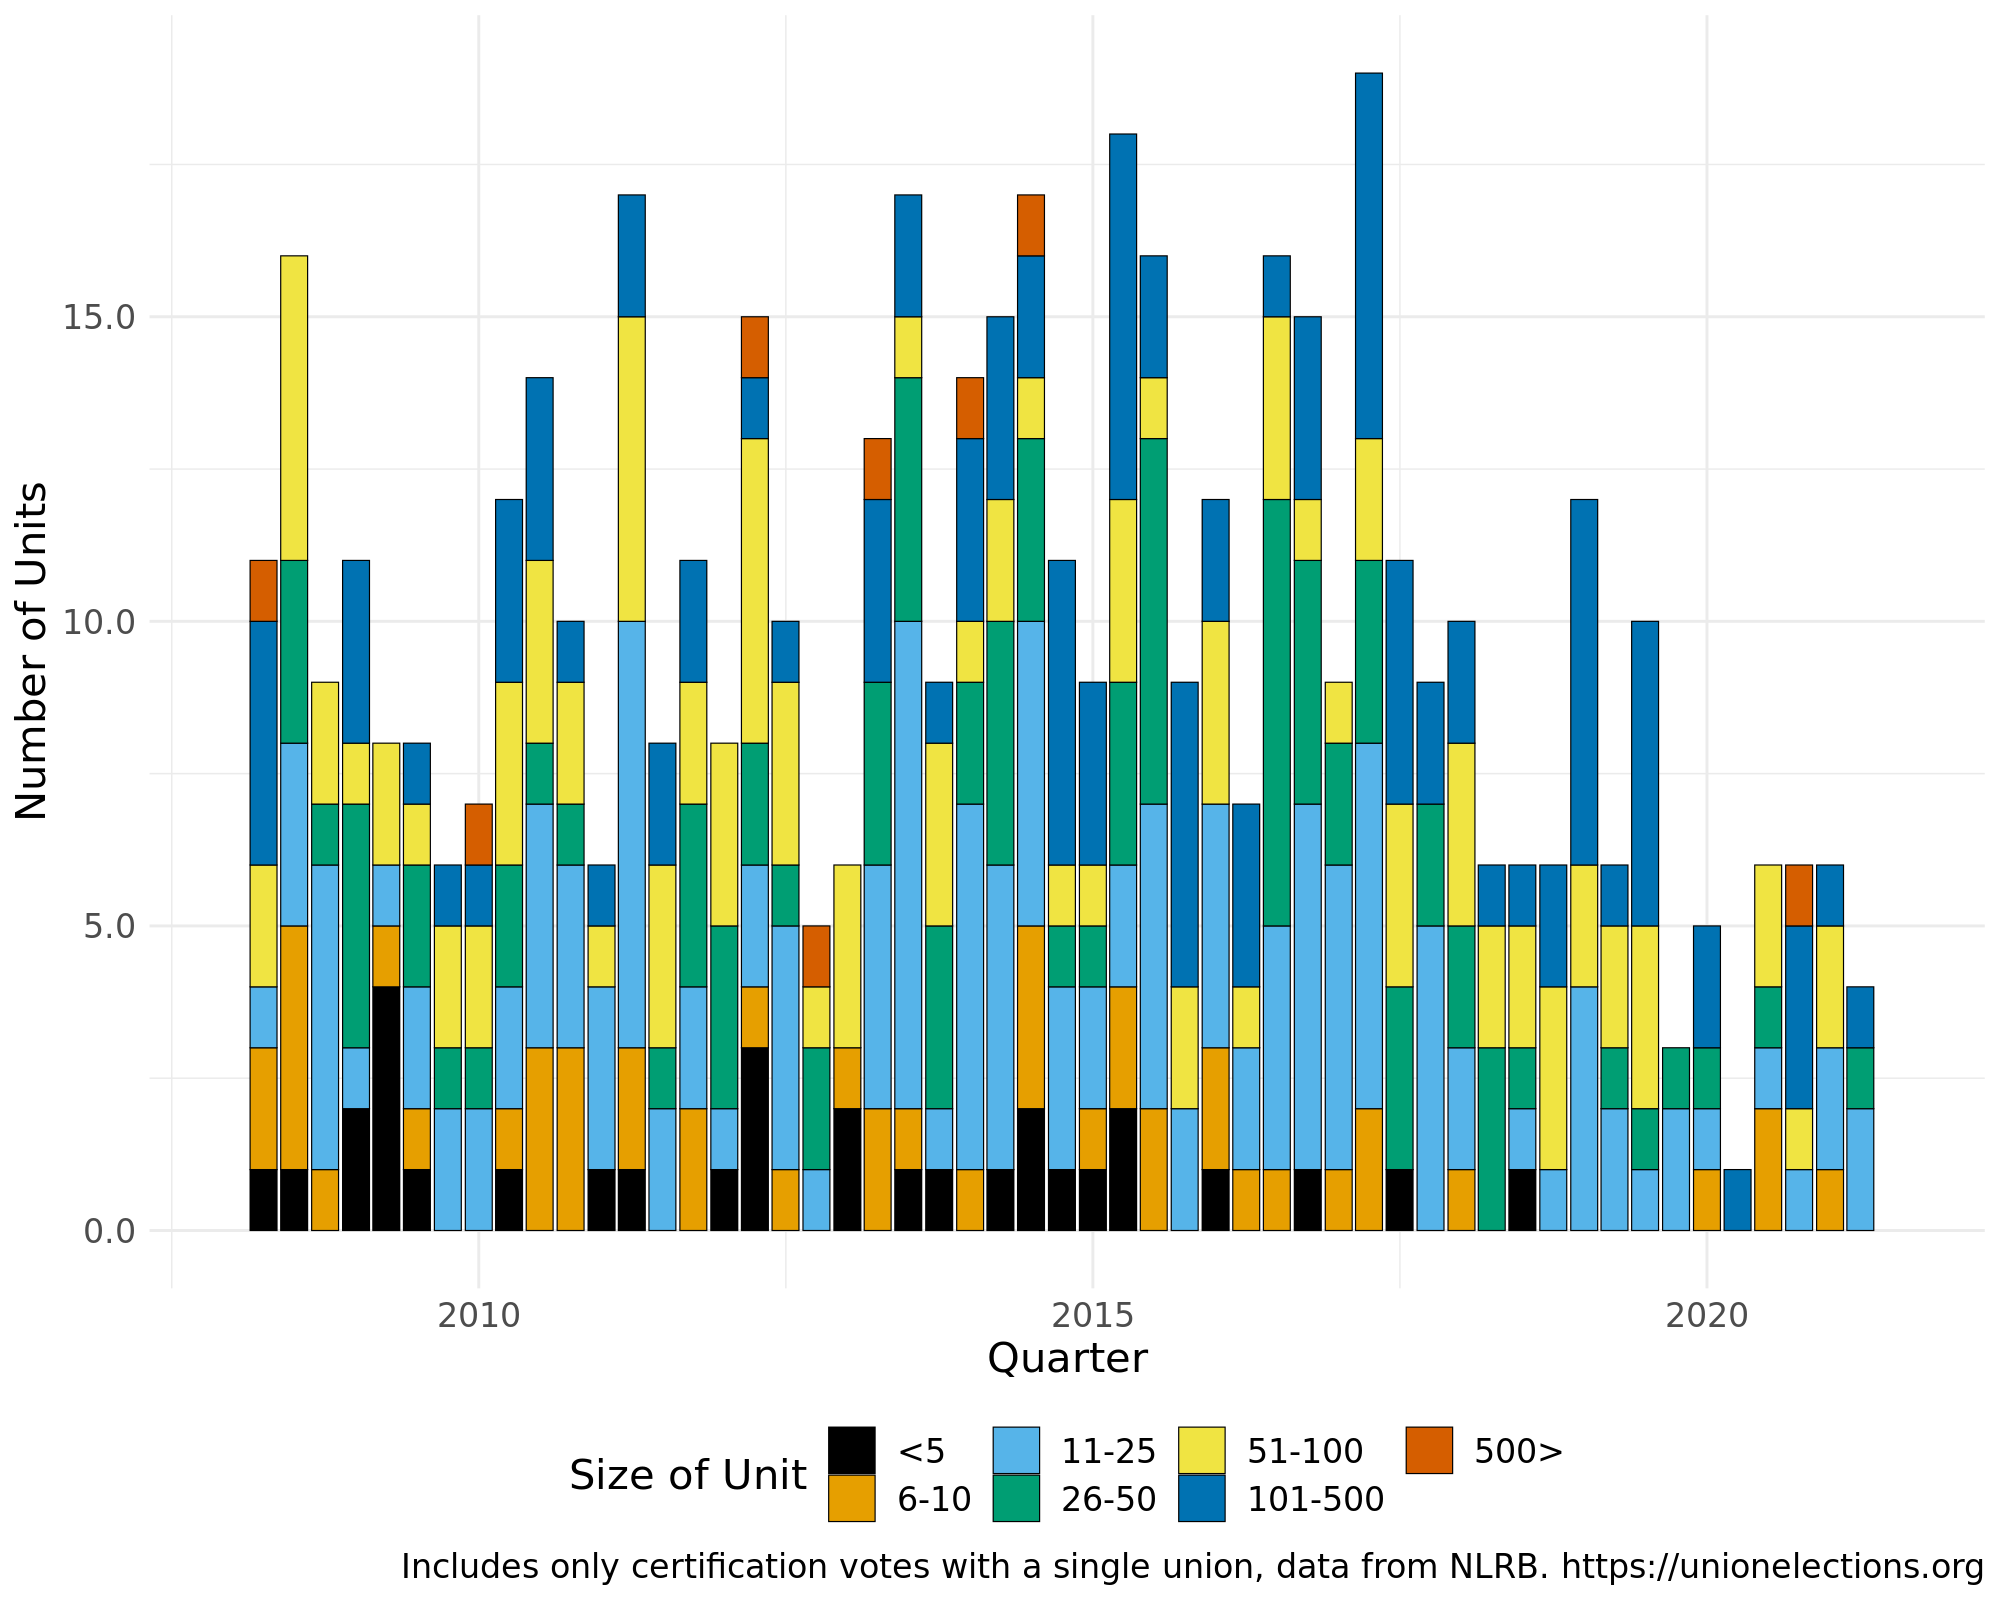 Number of Units
15.0
10.0
5.0
0.0
2010 2015 2020
Quarter
Size of Unit
<5 11-25 51-100 500>
6-10 26-50 101-500
Includes only certification votes with a single union, data from NLRB. https://unionelections.org